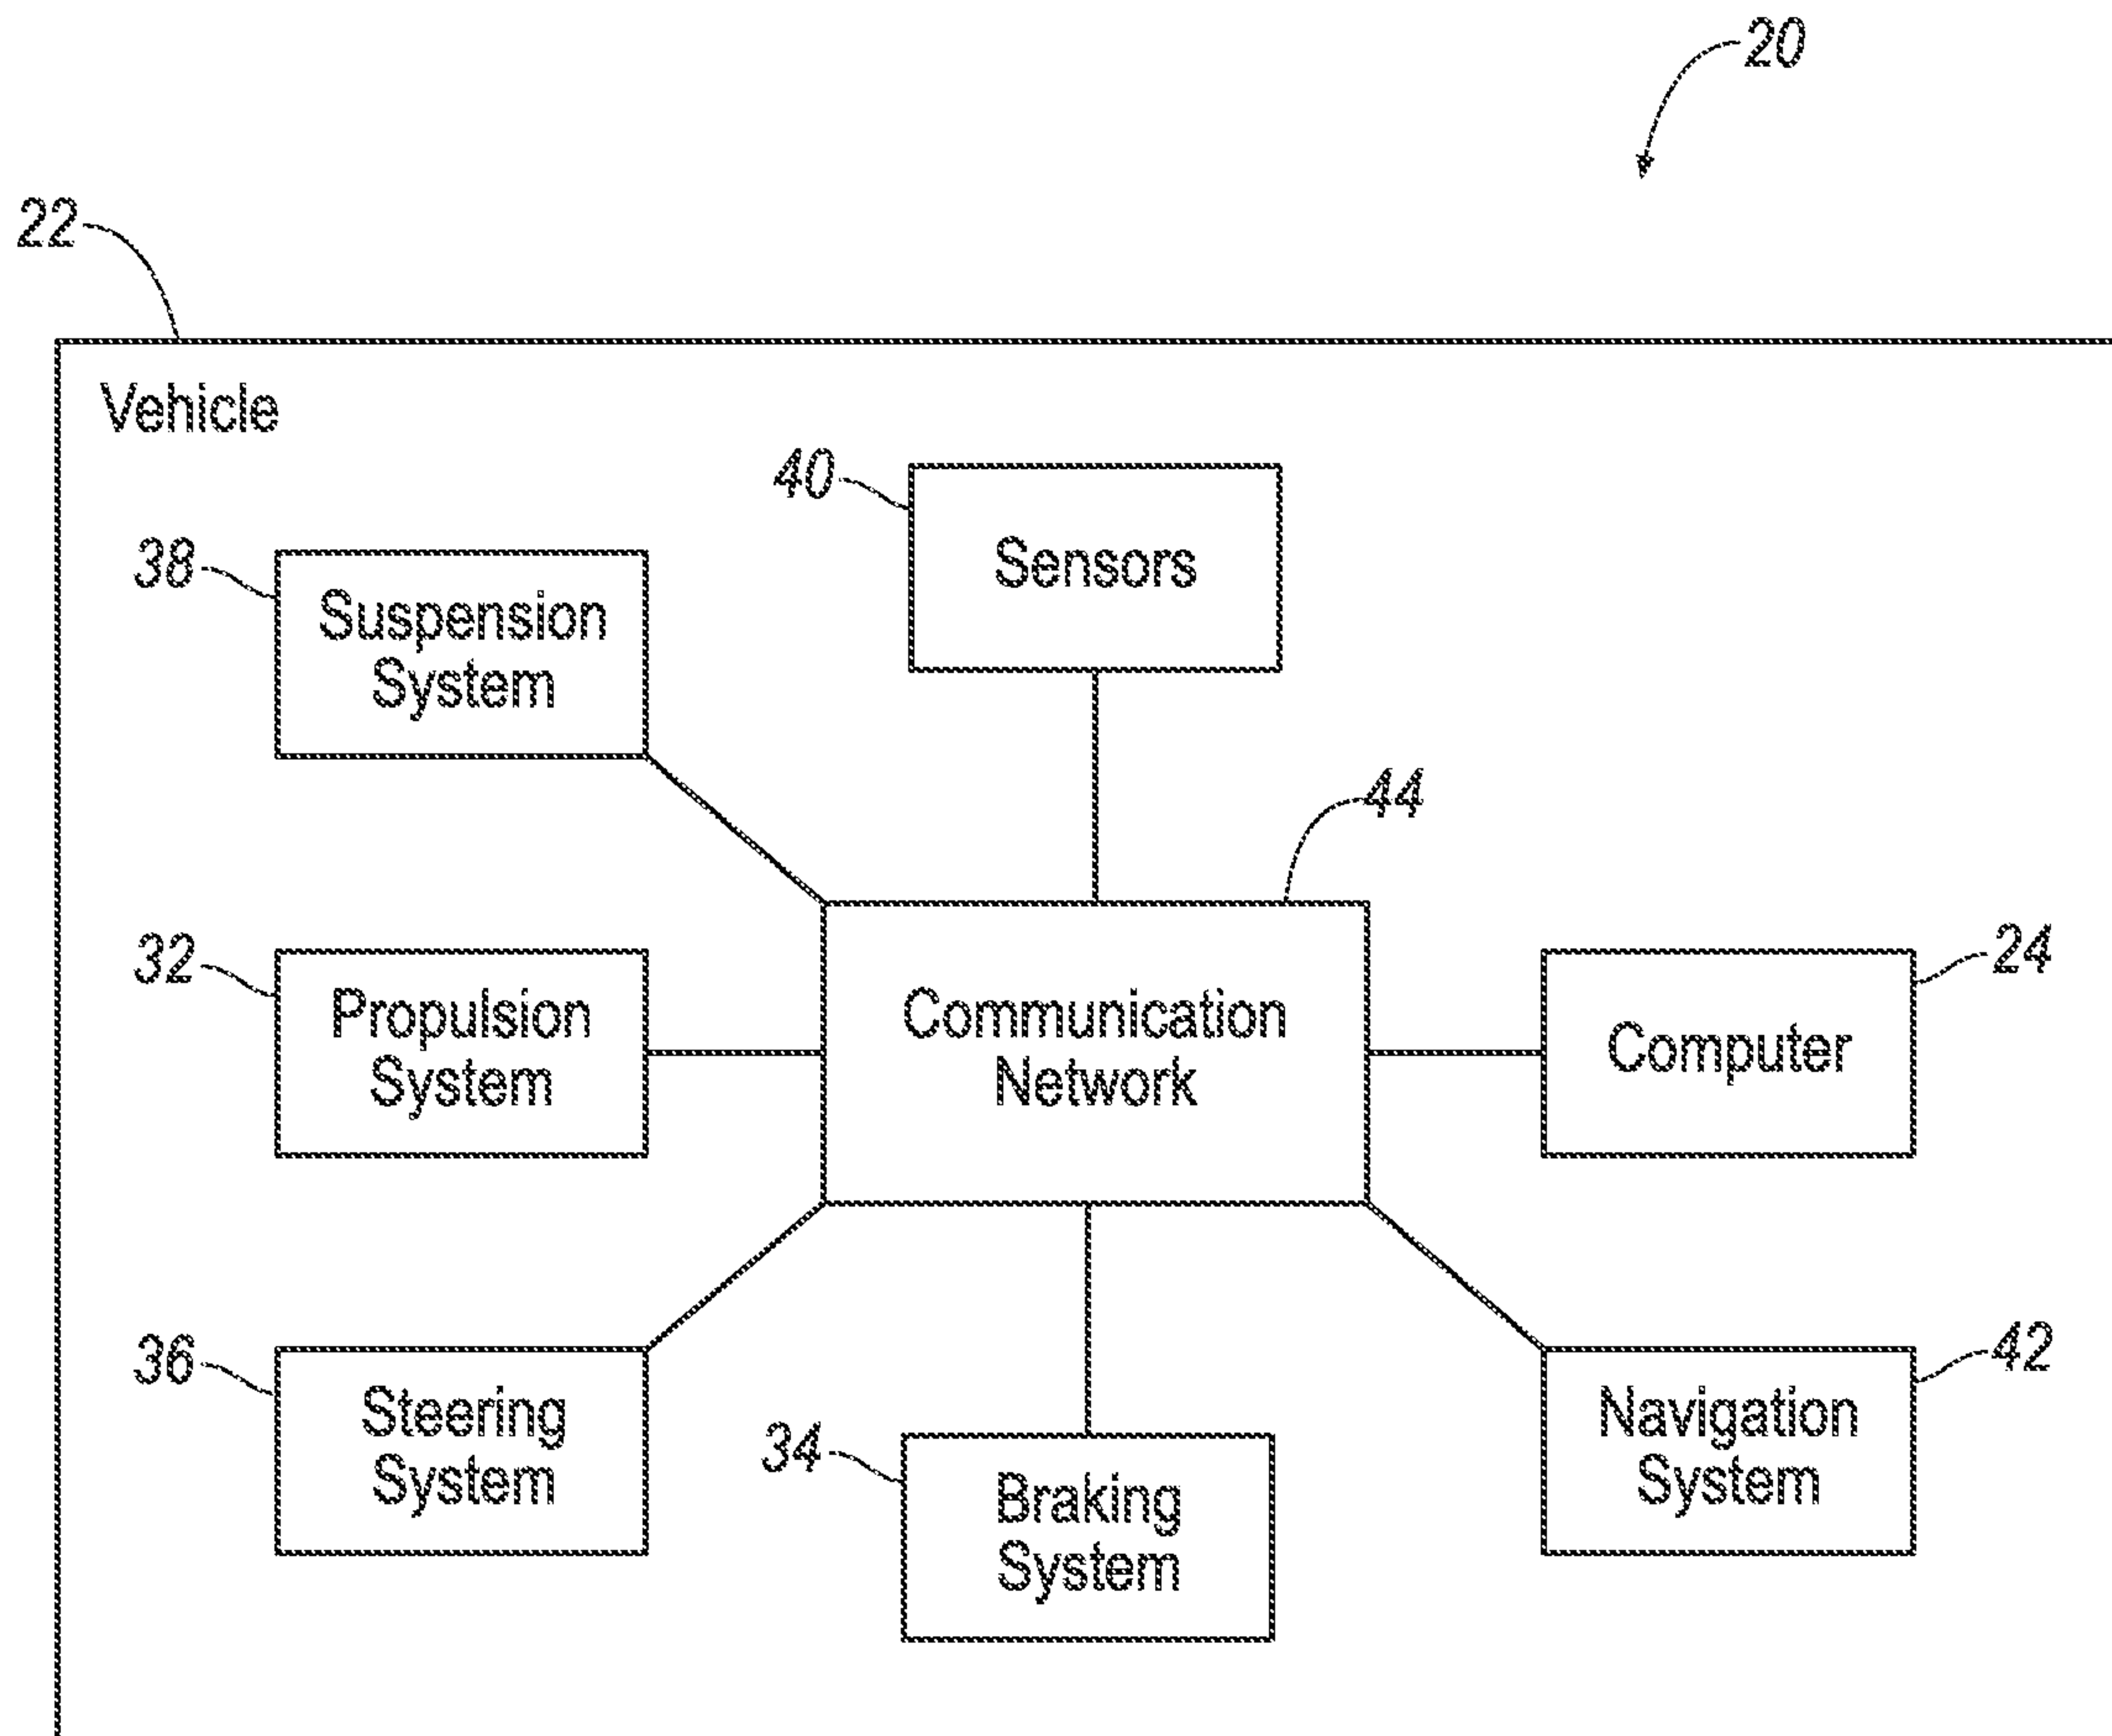 20
22
Vehicle
40
Sensors
38
Suspension
System
44
32
Propulsion
System
Communication
Network
24
Computer
36
Steering
System
34
Braking
System
42
Navigation
System